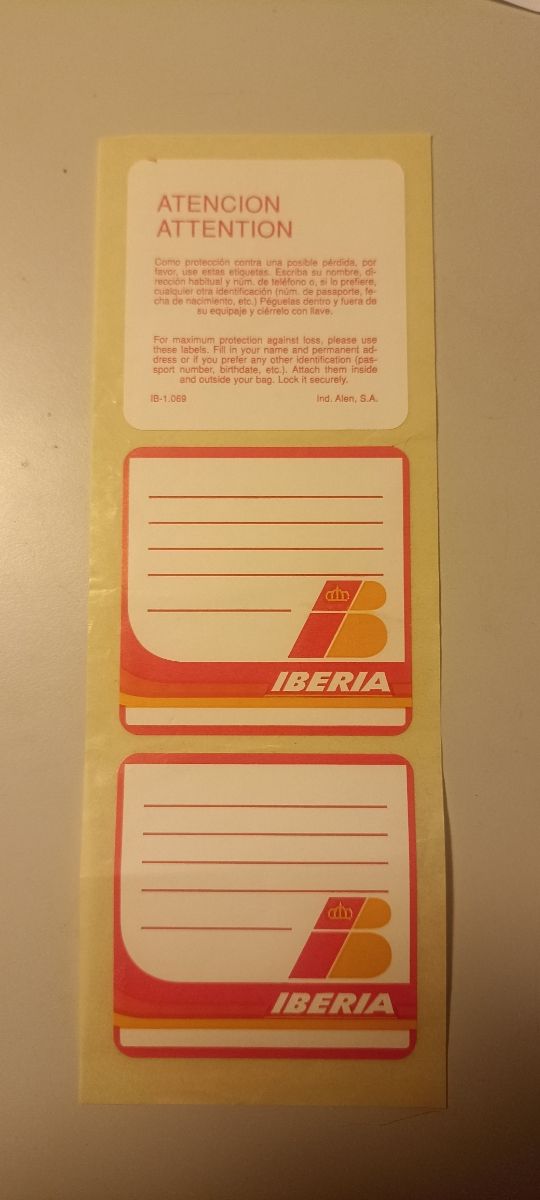 ATENCION
ATTENTION
Como protección contra una posible pérdida, por
favor, use estas etiquetas. Escriba su nombre, di-
rección habitual y núm. de teléfono o, si lo prefiere,
cualquier otra identificación (núm. de pasaporte, fe-
cha de nacimiento, etc.) Péguelas dentro y fuera de
su equipaje y ciérrelo con llave.
For maximum protection against loss, please use
these labels. Fill in your name and permanent ad-
dress or if you prefer any other identification (pas-
sport number, birthdate, etc.). Attach them inside
and outside your bag. Lock it securely.
IB-1.069 Ind. Alen, S.A.
IBERIA
IBERIA